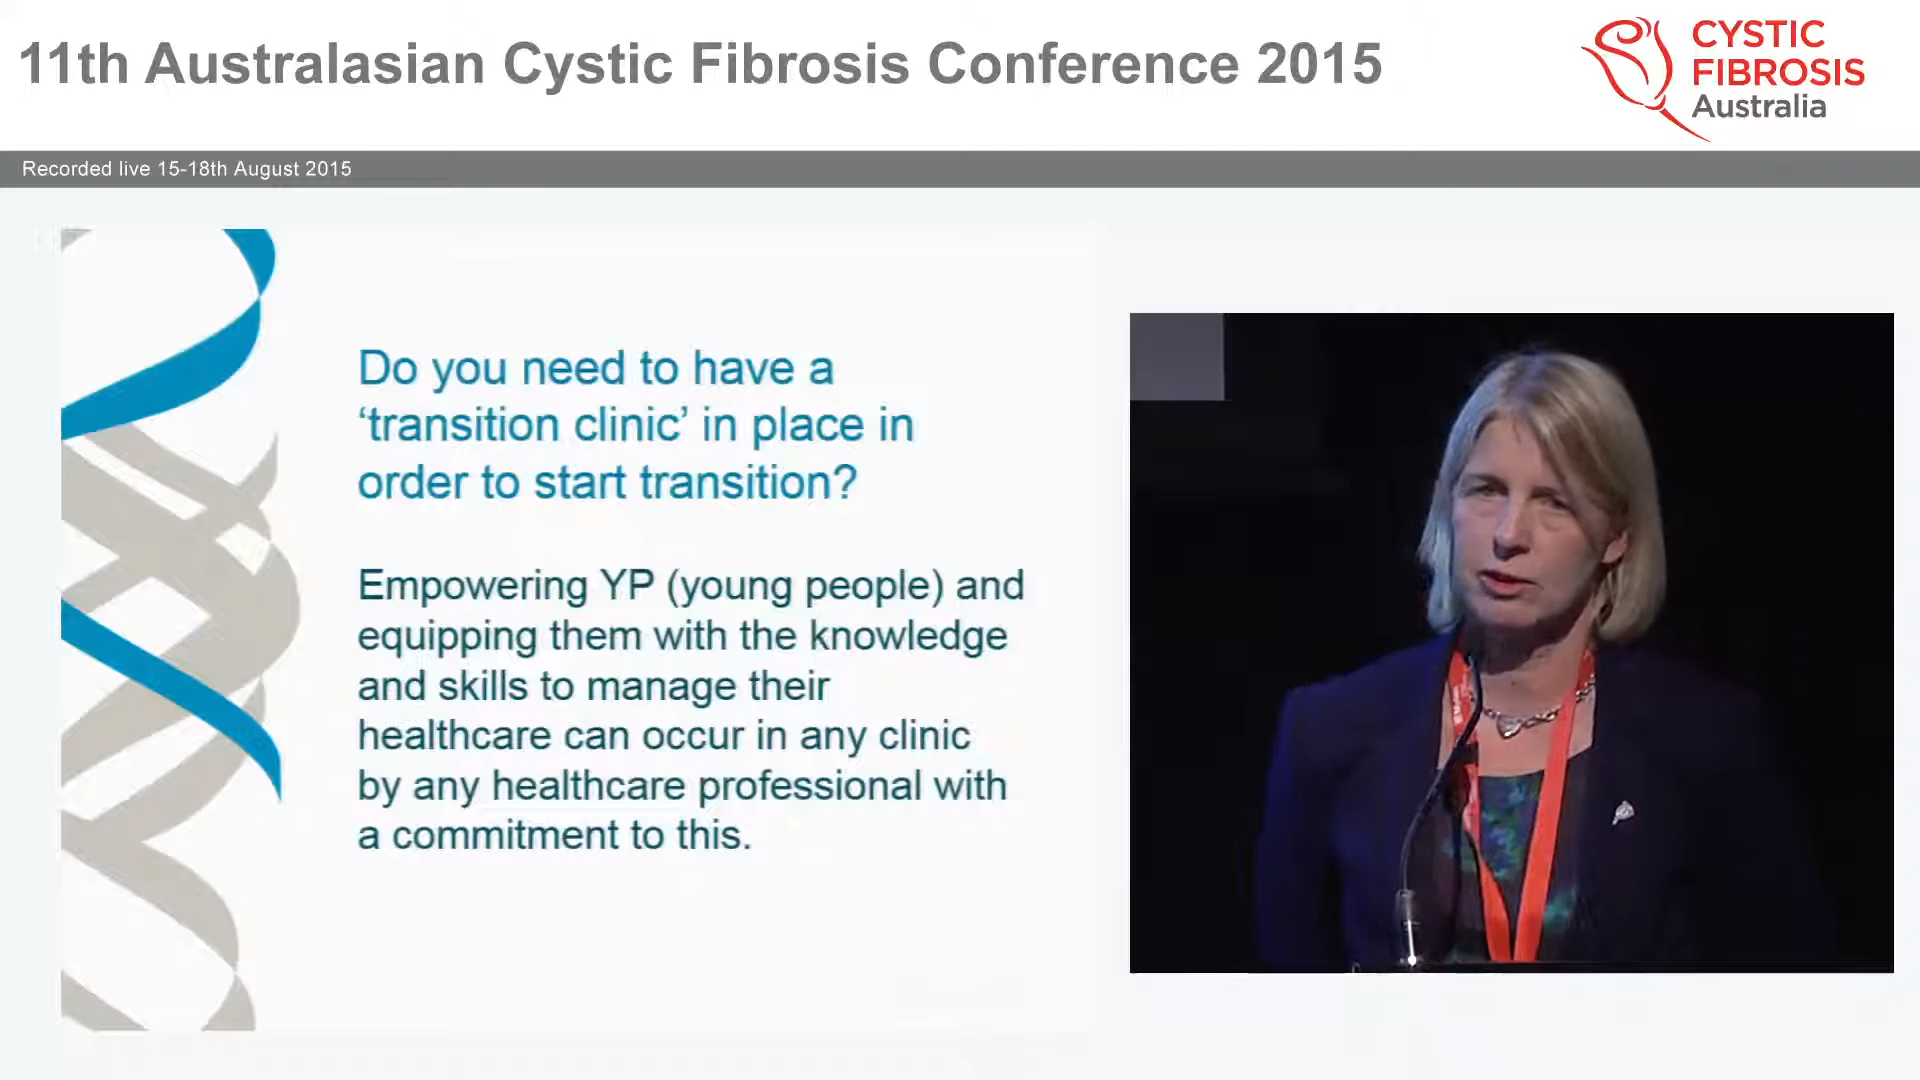 11th Australasian Cystic Fibrosis Conference 2015
CYSTIC
FIBROSIS
Australia
Recorded live 15-18th August 2015
Do you need to have a
‘transition clinic’ in place in
order to start transition?
Empowering YP (young people) and
equipping them with the knowledge
and skills to manage their
healthcare can occur in any clinic
by any healthcare professional with
a commitment to this.